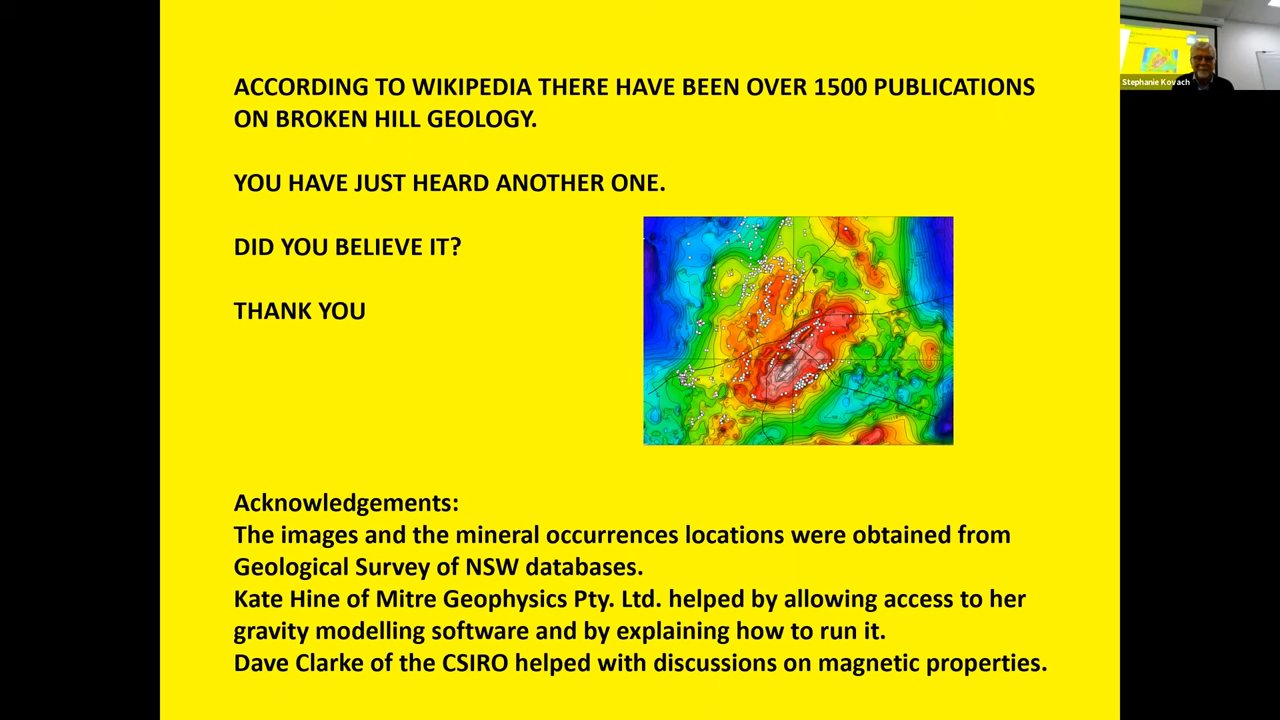 ACCORDING TO WIKIPEDIA THERE HAVE BEEN OVER 1500 PUBLICATIONS
ON BROKEN HILL GEOLOGY.
YOU HAVE JUST HEARD ANOTHER ONE.
DID YOU BELIEVE IT?
THANK YOU
Acknowledgements:
The images and the mineral occurrences locations were obtained from
Geological Survey of NSW databases.
Kate Hine of Mitre Geophysics Pty. Ltd. helped by allowing access to her
gravity modelling software and by explaining how to run it.
Dave Clarke of the CSIRO helped with discussions on magnetic properties.
Stephanie Kovach